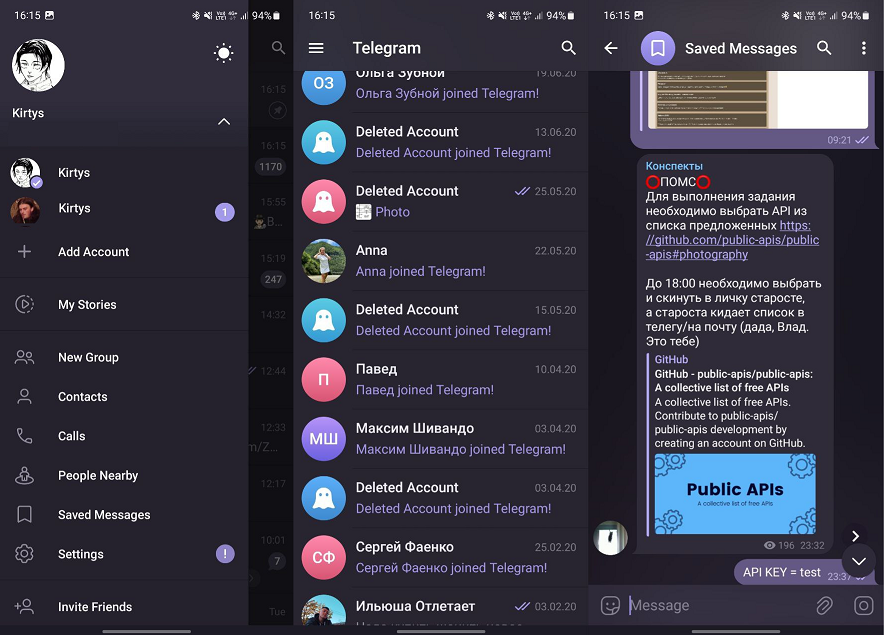 16:15
VoI) 4G+
LTE1
94%
Kirtys
Kirtys
Kirtys
1
Add Account
My Stories
New Group
Contacts
Calls
People Nearby
Saved Messages
Settings
!
Invite Friends
16:15
16:15
1170
15:55
В...
15:19
247
14:32
12:44
12:33
m/Z...
12:17
10:01
7
Tue
16:15
94%
Telegram
ОЗ
Ольга Зубной
19.06.20
Ольга Зубной joined Telegram!
Deleted Account
13.06.20
Deleted Account joined Telegram!
Deleted Account
25.05.20
Photo
Anna
22.05.20
Anna joined Telegram!
Deleted Account
15.05.20
Deleted Account joined Telegram!
П
Павед
10.04.20
Павед joined Telegram!
МШ
Максим Шивандо
03.04.20
Максим Шивандо joined Telegram!
Deleted Account
03.04.20
Deleted Account joined Telegram!
СФ
Сергей Фаенко
25.02.20
Сергей Фаенко joined Telegram!
Ильюша Отлетает
03.02.20
16:15
94%
Saved Messages
09:21
Конспекты
⭕ПОМС⭕
Для выполнения задания
необходимо выбрать API из
списка предложенных https:
//github.com/public-apis/public
-apis#photography
До 18:00 необходимо выбрать
и скинуть в личку старосте,
а староста кидает список в
телегу/на почту (дада, Влад.
Это тебе)
GitHub
GitHub - public-apis/public-apis:
A collective list of free APIs
A collective list of free APIs.
Contribute to public-apis/
public-apis development by
creating an account on GitHub.
Public APIs
A collective list of free APIs
196 23:32
API KEY = test
23:37
Message